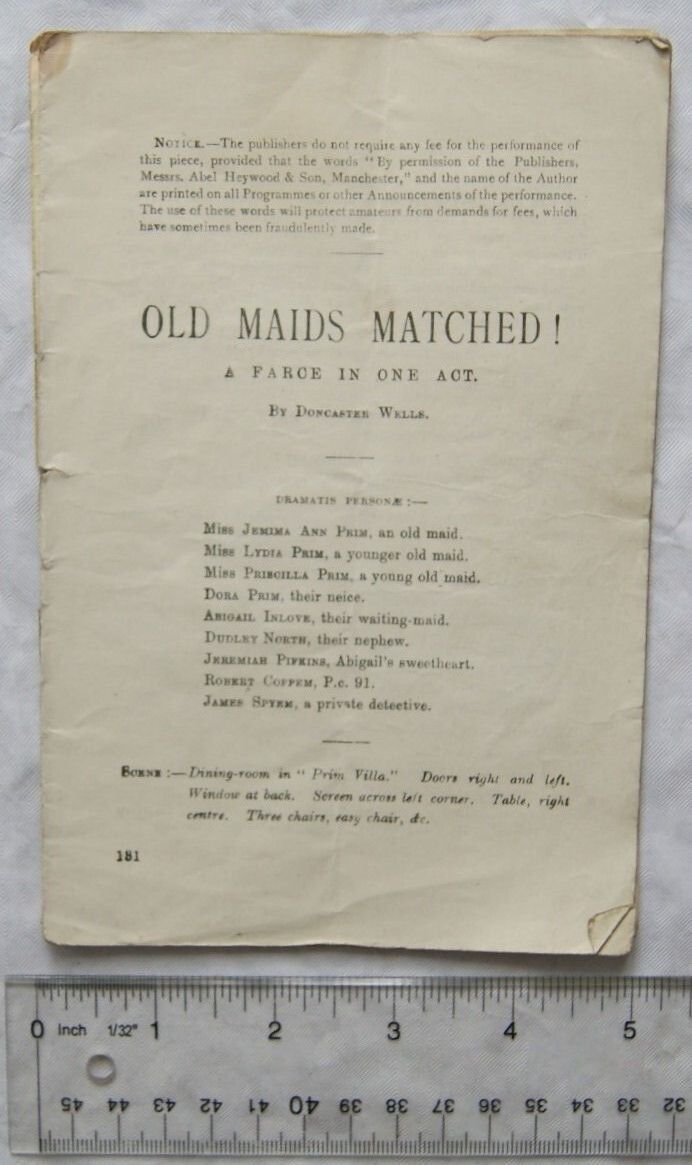 NOTICE.—The publishers do not require any fee for the performance of
this piece, provided that the words "By permission of the Publishers,
Messrs. Abel Heywood & Son, Manchester," and the name of the Author
are printed on all Programmes or other Announcements of the performance.
The use of these words will protect amateurs from demands for fees, which
have sometimes been fraudulently made.
OLD MAIDS MATCHED!
A FARCE IN ONE ACT.
BY DONCASTER WELLS.
DRAMATIS PERSONÆ:—
Miss JEMIMA ANN PRIM, an old maid.
Miss LYDIA PRIM, a younger old maid.
Miss PRISCILLA PRIM, a young old maid.
DORA PRIM, their neice.
ABIGAIL INLOVE, their waiting-maid.
DUDLEY NORTH, their nephew.
JEREMIAH PIPKINS, Abigail's sweetheart.
ROBERT COPPEM, P.c. 91.
JAMES SPYEM, a private detective.
SCENE:—Dining-room in "Prim Villa." Doors right and left.
Window at back. Screen across left corner. Table, right
centre. Three chairs, easy chair, &c.
181
0 Inch 1/32" 1 2 3 4 5
45 44 43 42 41 40 39 38 37 36 35 34 33 32